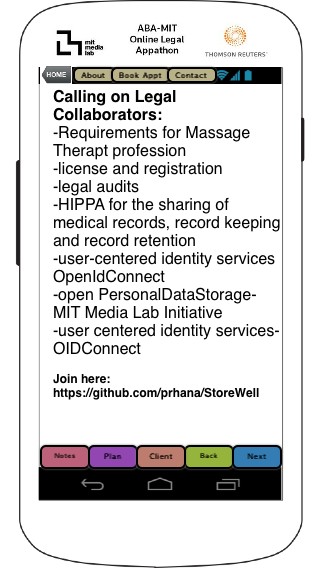 ABA-MIT
Online Legal
Appathon
mit
media
lab
THOMSON REUTERS
HOME
About
Book Appt
Contact
Calling on Legal
Collaborators:
-Requirements for Massage
Therapt profession
-license and registration
-legal audits
-HIPPA for the sharing of
medical records, record keeping
and record retention
-user-centered identity services
OpenIdConnect
-open PersonalDataStorage-
MIT Media Lab Initiative
-user centered identity services-
OIDConnect
Join here:
https://github.com/prhana/StoreWell
Notes
Plan
Client
Back
Next